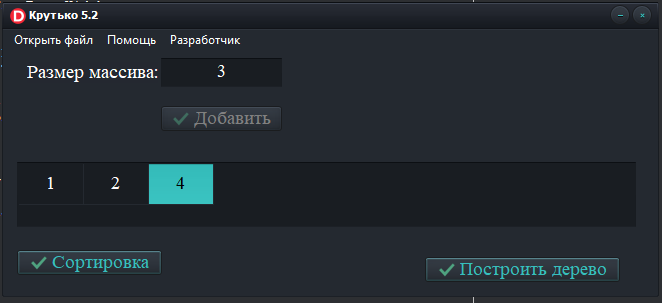 Крутько 5.2
Открыть файл Помощь Разработчик
Размер массива: 3
Добавить
1 2 4
Сортировка
Построить дерево